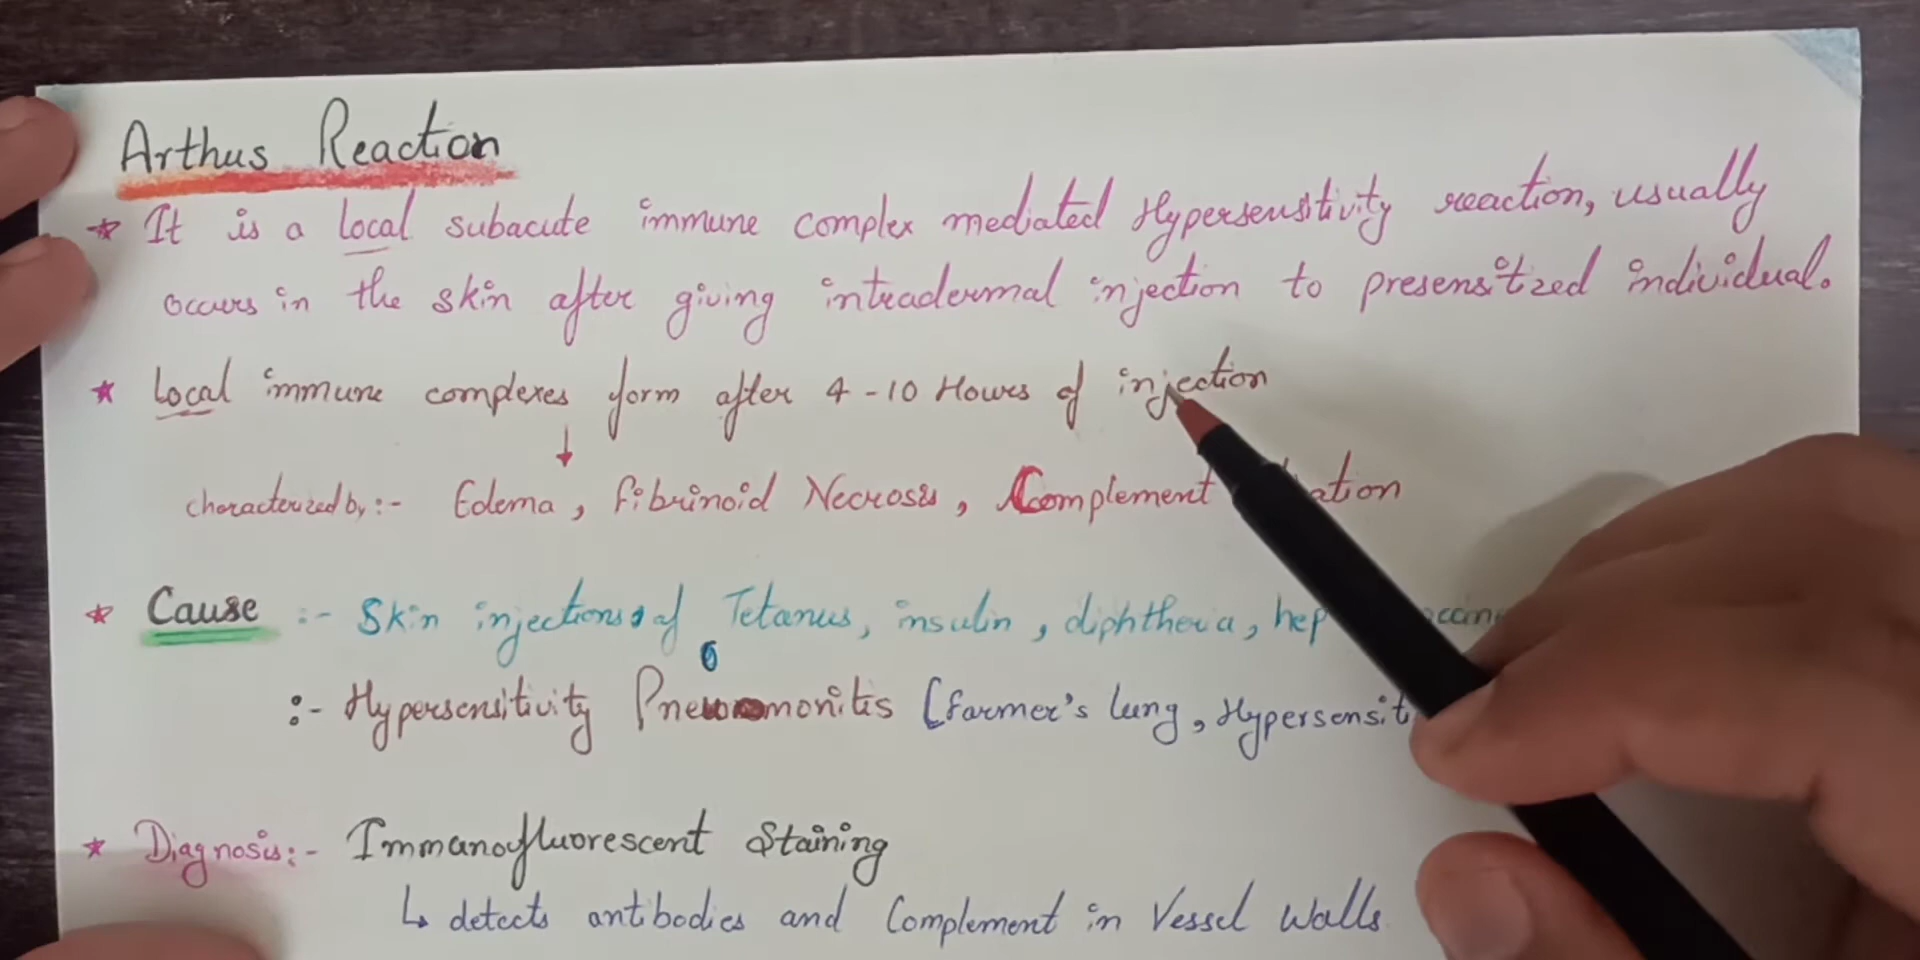 Arthus Reaction
* It is a local subacute immune complex mediated Hypersensitivity reaction, usually
occurs in the skin after giving intradermal injection to presensitized individual.
* Local immune complexes form after 4-10 Hours of injection
↓
characterized by :- Edema, fibrinoid Necrosis, Complement
* Cause :- Skin injections of Tetanus, insulin, diphtheria,
:- Hypersensitivity Pneumonitis (farmer's lung,
* Diagnosis :- Immanofluorescent Staining
↳ detects antibodies and Complement in Vessel Walls